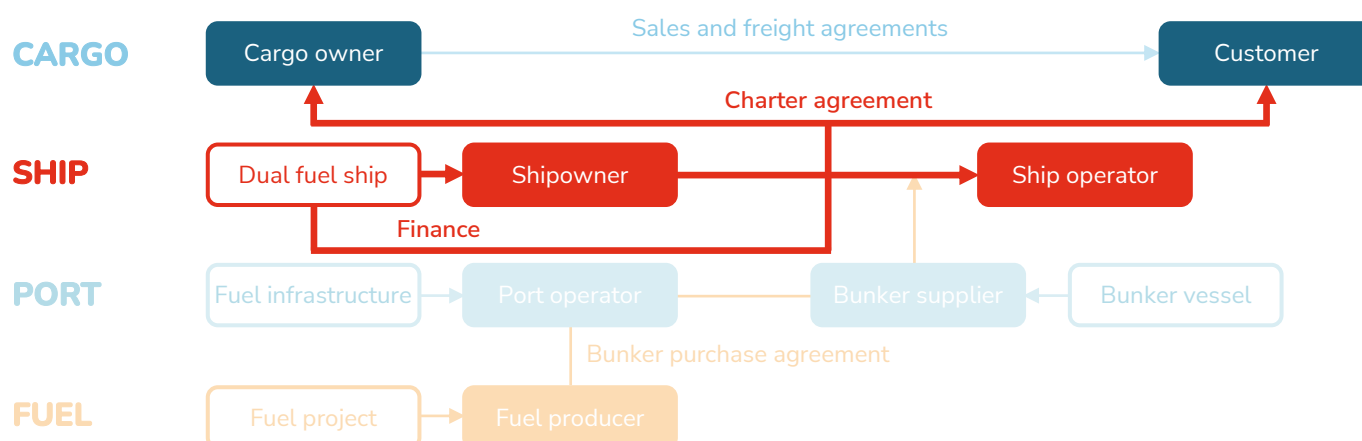 CARGO
Cargo owner
Sales and freight agreements
Customer
Charter agreement
SHIP
Dual fuel ship
Shipowner
Ship operator
Finance
PORT
Fuel infrastructure
Port operator
Bunker supplier
Bunker vessel
Bunker purchase agreement
FUEL
Fuel project
Fuel producer